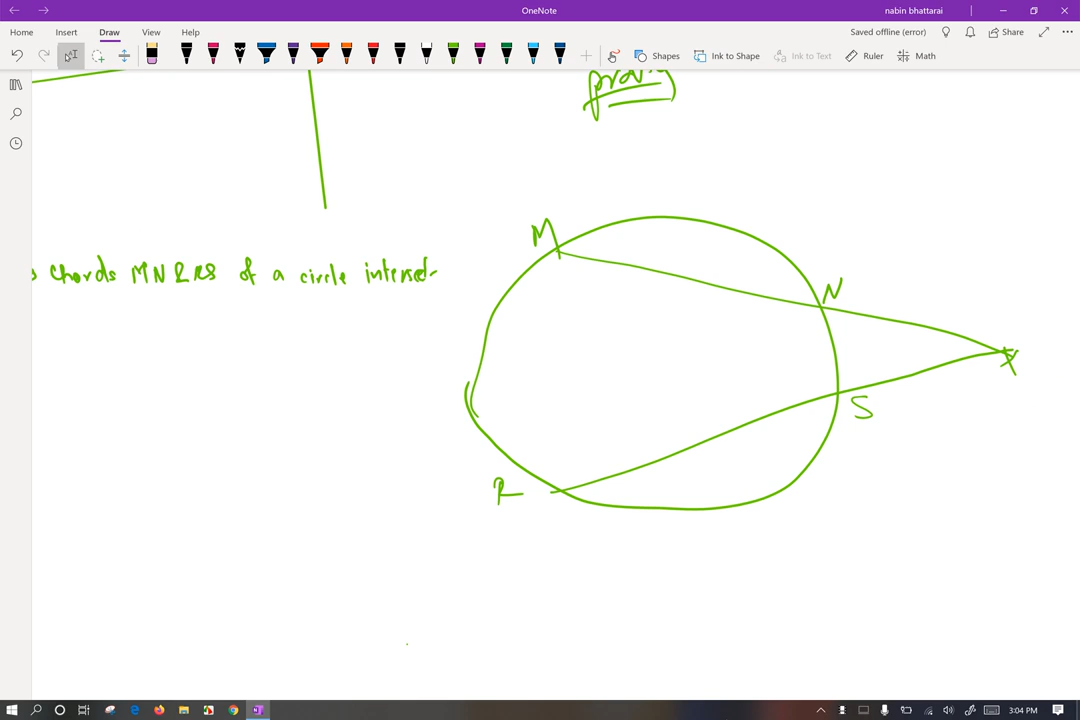 OneNote
nabin bhattarai
Home
Insert
Draw
View
Help
Saved offline (error)
Share
Shapes
Ink to Shape
Ink to Text
Ruler
Math
chords MN & RS of a circle interset
M
N
X
S
R
3:04 PM